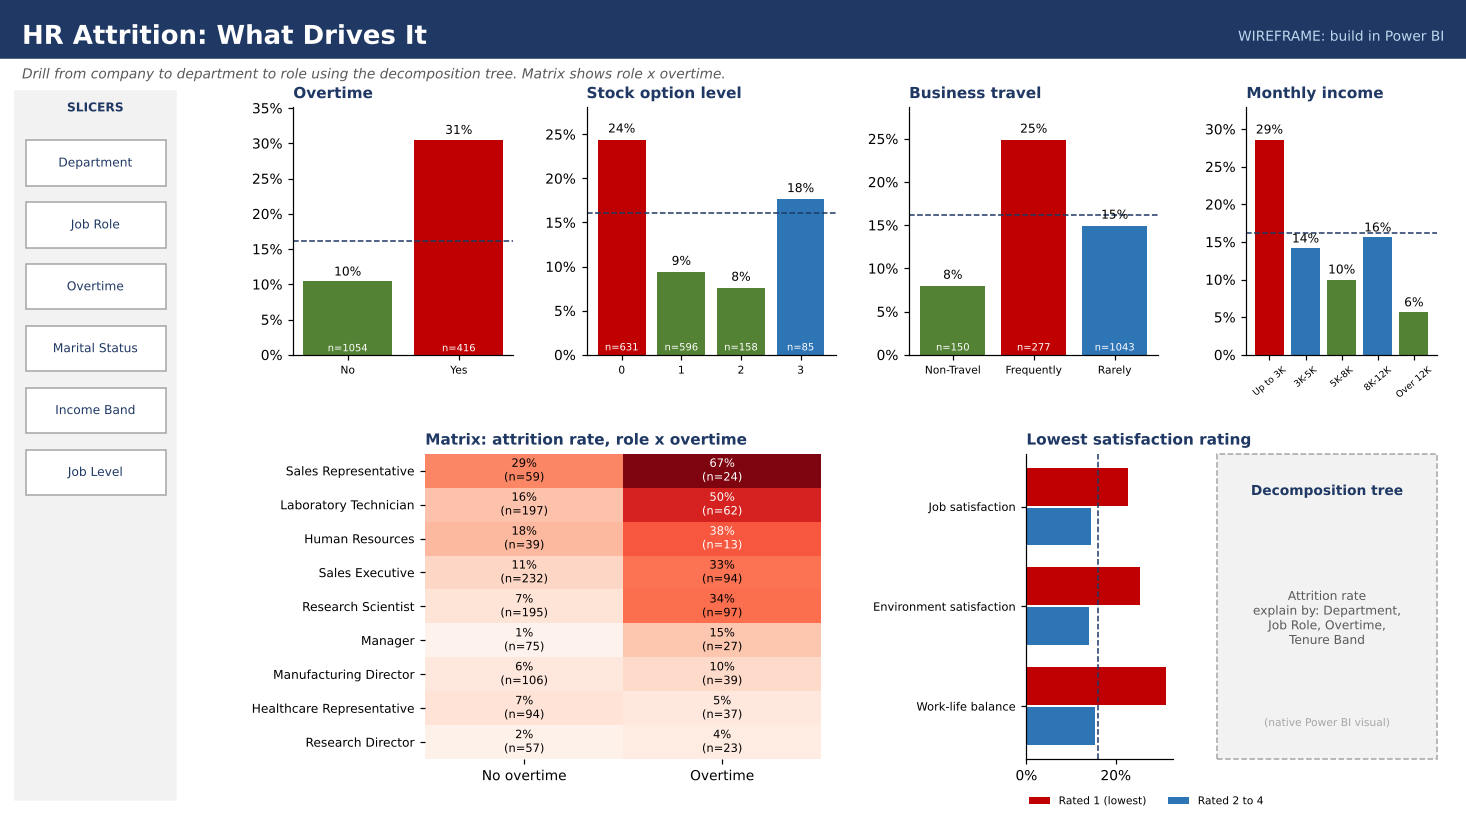 HR Attrition: What Drives It
WIREFRAME: build in Power BI
Drill from company to department to role using the decomposition tree. Matrix shows role x overtime.
SLICERS
Department
Job Role
Overtime
Marital Status
Income Band
Job Level
Overtime
35%
30%
25%
20%
15%
10%
5%
0%
10%
31%
n=1054
n=416
No
Yes
Stock option level
25%
20%
15%
10%
5%
0%
24%
9%
8%
18%
n=631
n=596
n=158
n=85
0
1
2
3
Business travel
25%
20%
15%
10%
5%
0%
8%
25%
15%
n=150
n=277
n=1043
Non-Travel
Frequently
Rarely
Monthly income
30%
25%
20%
15%
10%
5%
0%
29%
14%
10%
16%
6%
Up to 3K
3K-5K
5K-8K
8K-12K
Over 12K
Matrix: attrition rate, role x overtime
Sales Representative
29%
(n=59)
67%
(n=24)
Laboratory Technician
16%
(n=197)
50%
(n=62)
Human Resources
18%
(n=39)
38%
(n=13)
Sales Executive
11%
(n=232)
33%
(n=94)
Research Scientist
7%
(n=195)
34%
(n=97)
Manager
1%
(n=75)
15%
(n=27)
Manufacturing Director
6%
(n=106)
10%
(n=39)
Healthcare Representative
7%
(n=94)
5%
(n=37)
Research Director
2%
(n=57)
4%
(n=23)
No overtime
Overtime
Lowest satisfaction rating
Job satisfaction
Environment satisfaction
Work-life balance
0%
20%
Rated 1 (lowest)
Rated 2 to 4
Decomposition tree
Attrition rate
explain by: Department,
Job Role, Overtime,
Tenure Band
(native Power BI visual)